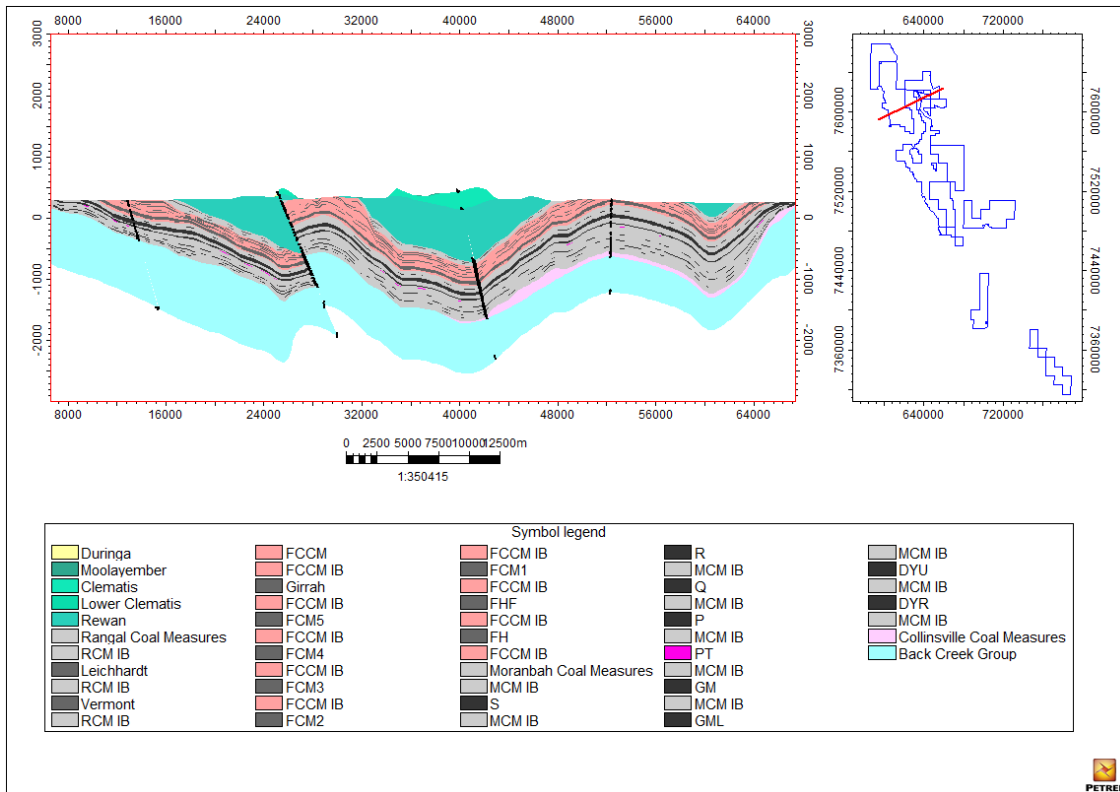 8000 16000 24000 32000 40000 48000 56000 64000
640000 720000
3000 2000 1000 0 -1000 -2000
3000 2000 1000 0 -1000 -2000
7600000 7520000 7440000 7360000
7600000 7520000 7440000 7360000
8000 16000 24000 32000 40000 48000 56000 64000
640000 720000
0 2500 5000 7500 10000 12500m
1:350415
Symbol legend
Duringa
Moolayember
Clematis
Lower Clematis
Rewan
Rangal Coal Measures
RCM IB
Leichhardt
RCM IB
Vermont
RCM IB
FCCM
FCCM IB
Girrah
FCCM IB
FCM5
FCCM IB
FCM4
FCCM IB
FCM3
FCCM IB
FCM2
FCCM IB
FCM1
FCCM IB
FHF
FCCM IB
FH
FCCM IB
Moranbah Coal Measures
MCM IB
S
MCM IB
R
MCM IB
Q
MCM IB
P
MCM IB
PT
MCM IB
GM
MCM IB
GML
MCM IB
DYU
MCM IB
DYR
MCM IB
Collinsville Coal Measures
Back Creek Group
PETREL